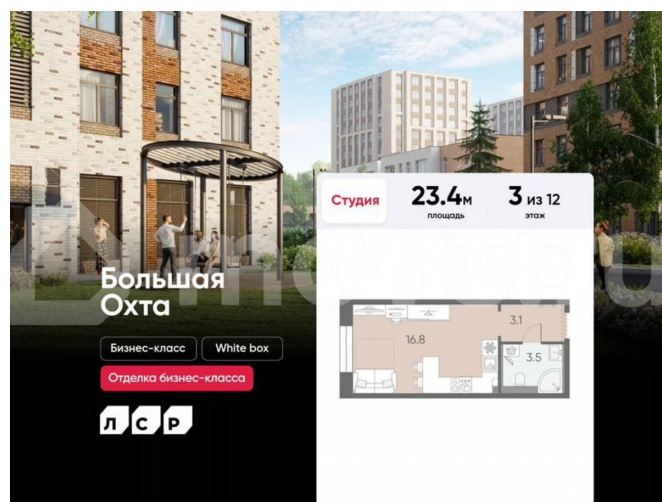 Студия
23.4м
площадь
3 из 12
этаж
Большая
Охта
Бизнес-класс
White box
Отделка бизнес-класса
ЛСР
16.8
3.1
3.5